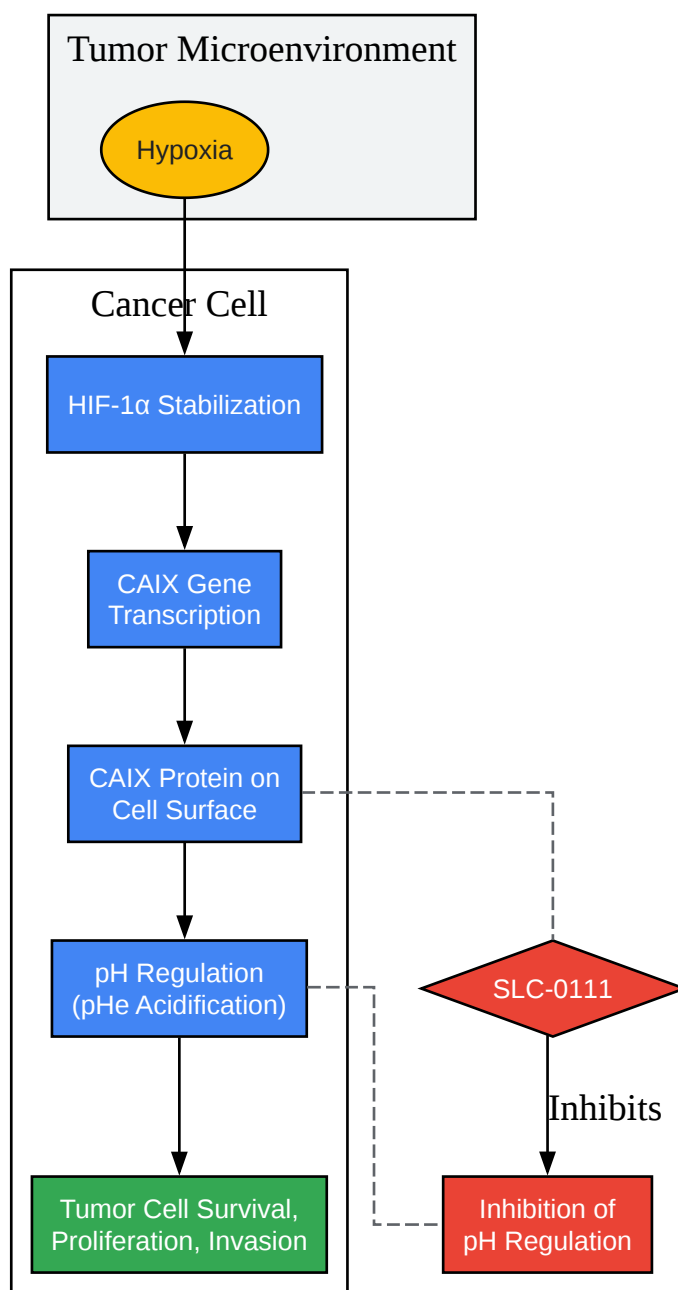 Tumor Microenvironment
Hypoxia
Cancer Cell
HIF-1α Stabilization
CAIX Gene
Transcription
CAIX Protein on
Cell Surface
pH Regulation
(pHe Acidification)
SLC-0111
Inhibits
Tumor Cell Survival,
Proliferation, Invasion
Inhibition of
pH Regulation